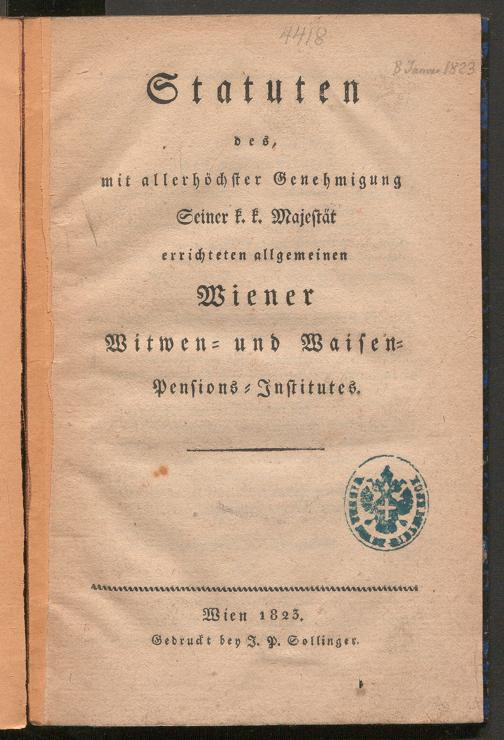 4418
8 Januar 1823
Statuten
des,
mit allerhöchster Genehmigung
Seiner k. k. Majestät
errichteten allgemeinen
Wiener
Witwen- und Waisen-
Pensions-Institutes.
Wien 1823.
Gedruckt bey J. P. Sollinger.